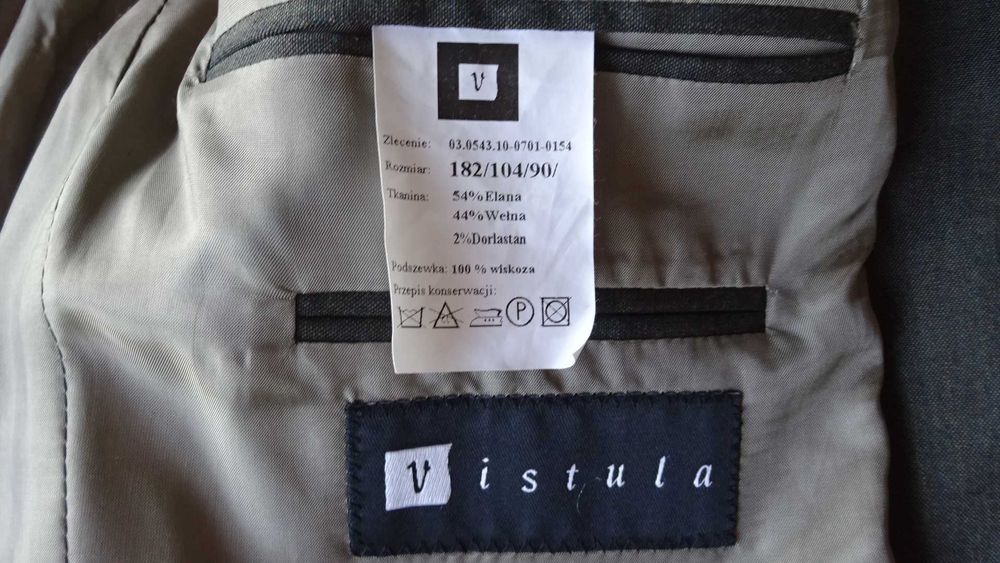 V
Zlecenie: 03.0543.10-0701-0154
Rozmiar: 182/104/90/
Tkanina: 54%Elana
44%Wełna
2%Dorlastan
Podszewka: 100 % wiskoza
Przepis konserwacji:
P
Vistula